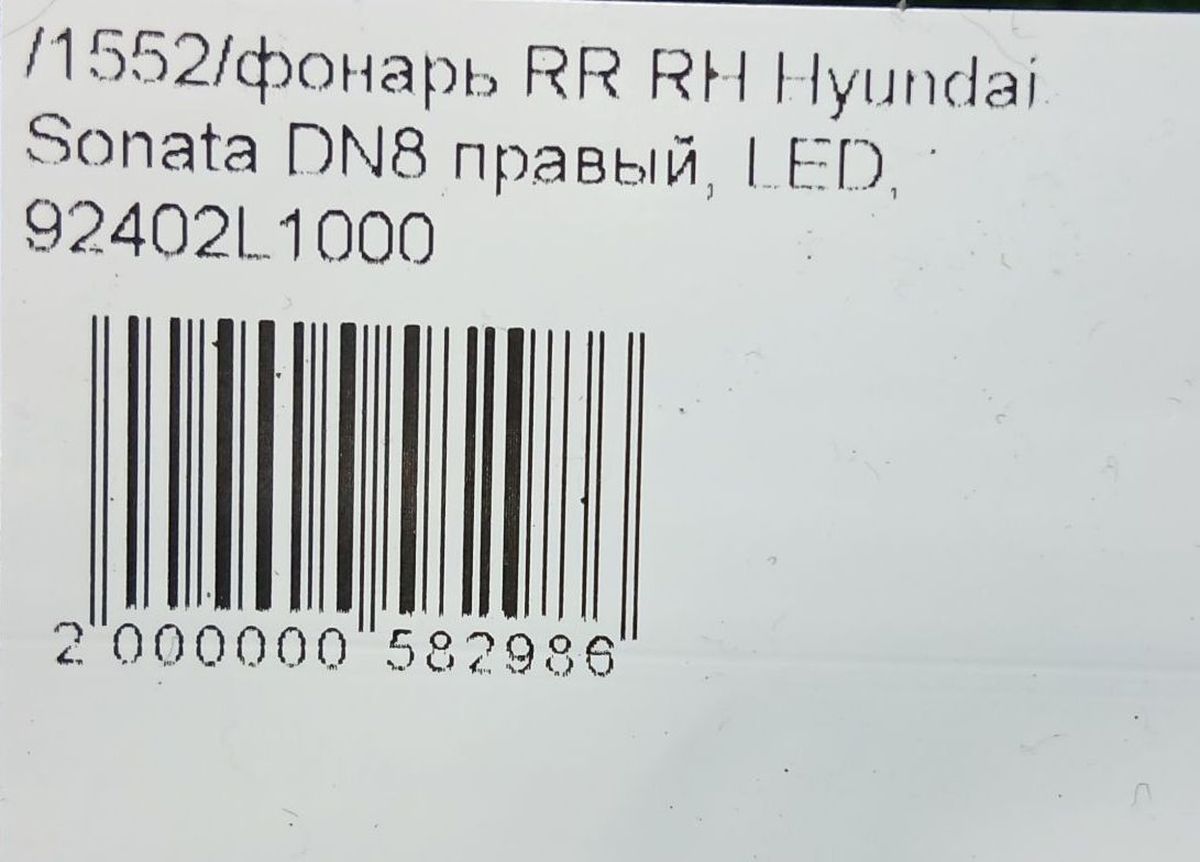 /1552/фонарь RR RH Hyundai
Sonata DN8 правый, LED,
92402L1000
2 000000 582986